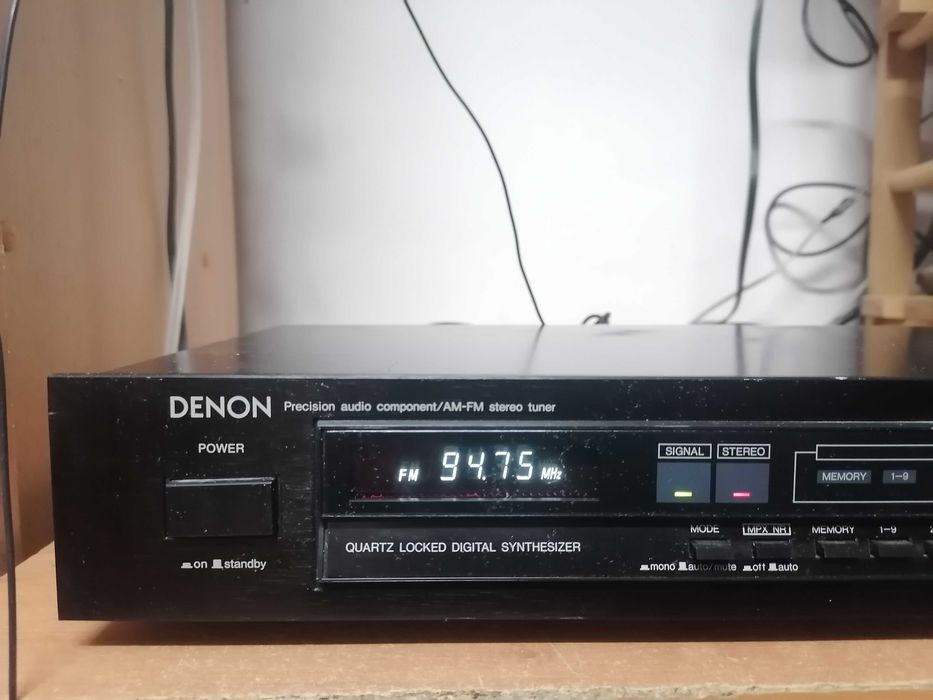 DENON Precision audio component/AM-FM stereo tuner
POWER
on standby
FM 94.75 MHz
SIGNAL STEREO
MEMORY 1-9
QUARTZ LOCKED DIGITAL SYNTHESIZER
MODE MPX NR MEMORY 1-9
mono auto/mute off auto